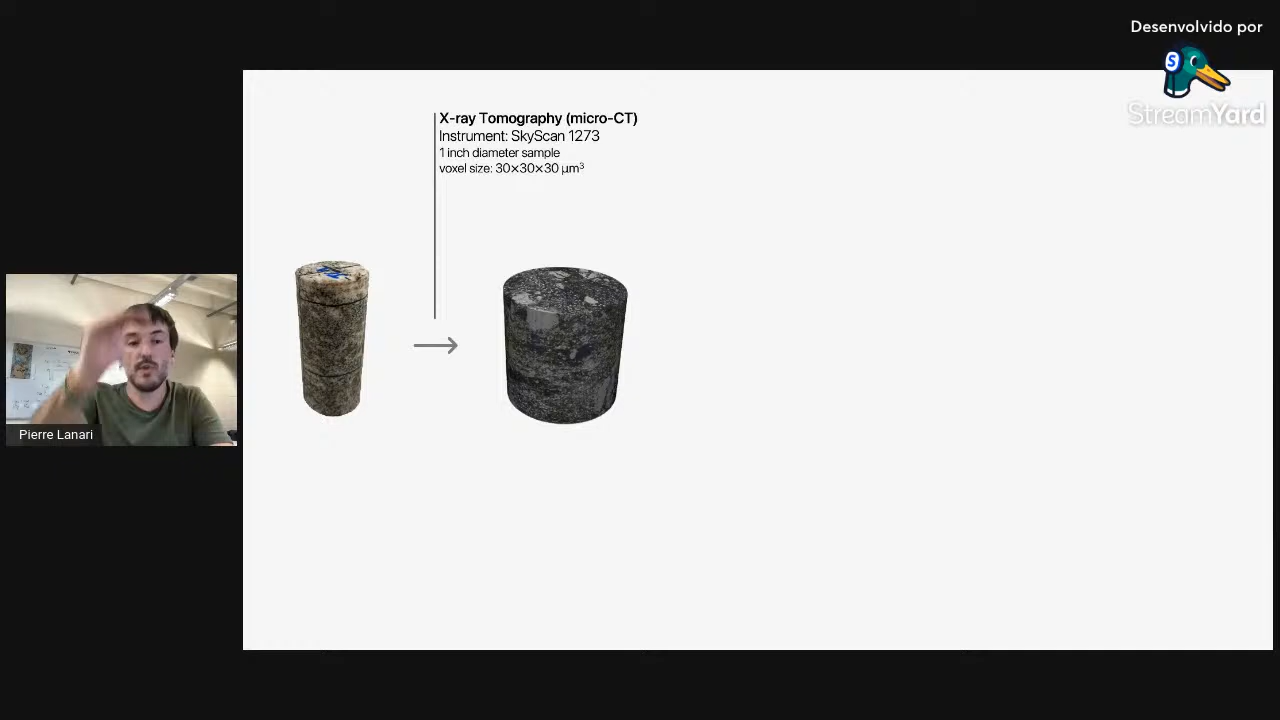 Desenvolvido por
S
StreamYard
X-ray Tomography (micro-CT)
Instrument: SkyScan 1273
1 inch diameter sample
voxel size: 30×30×30 µm³
Pierre Lanari